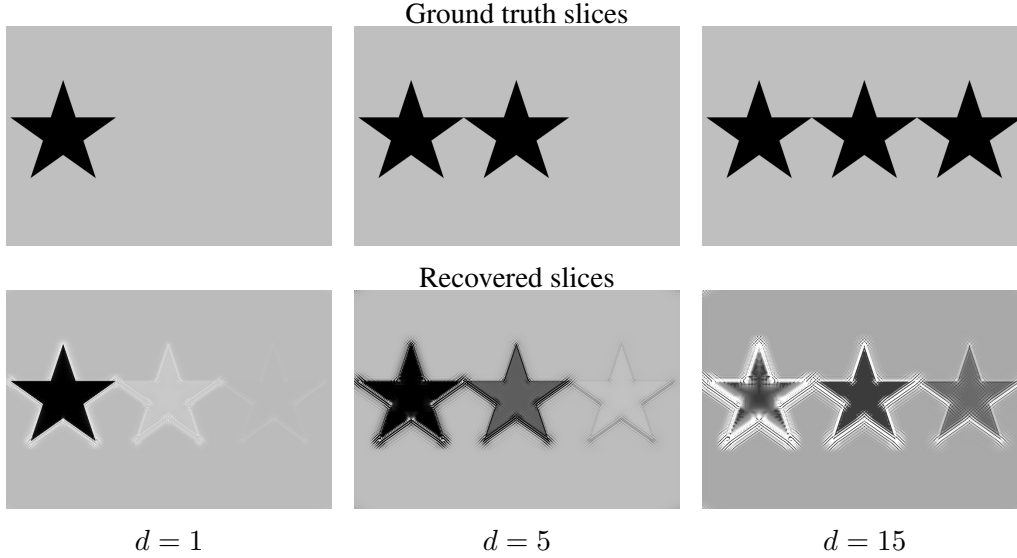 Ground truth slices
Recovered slices
d = 1 d = 5 d = 15